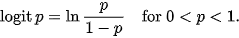 logit p = ln p/(1 − p) for 0 < p < 1.